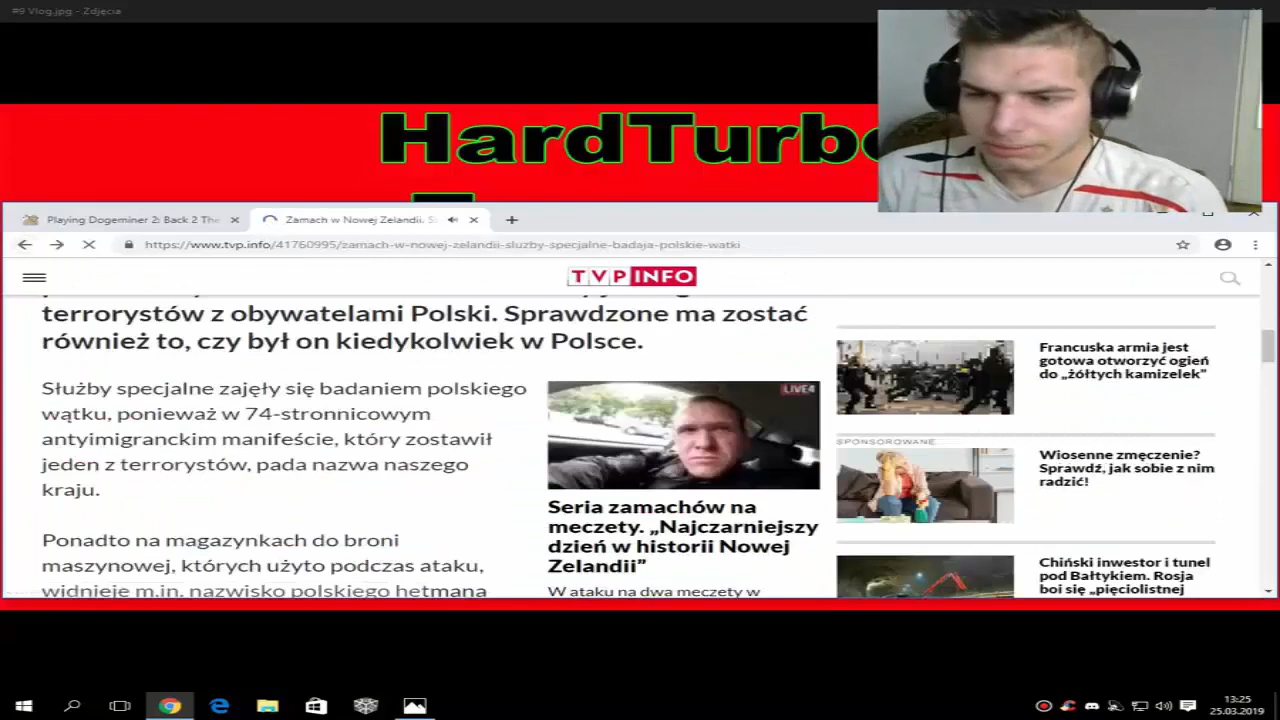 #9 Vlog.jpg - Zdjęcia
HardTurbo
Playing Dogeminer 2: Back 2 The
Zamach w Nowej Zelandii. S
https://www.tvp.info/41760995/zamach-w-nowej-zelandii-sluzby-specjalne-badaja-polskie-watki
TVP INFO
terrorystów z obywatelami Polski. Sprawdzone ma zostać
również to, czy był on kiedykolwiek w Polsce.
Służby specjalne zajęły się badaniem polskiego
wątku, ponieważ w 74-stronnicowym
antyimigranckim manifeście, który zostawił
jeden z terrorystów, pada nazwa naszego
kraju.
Ponadto na magazynkach do broni
maszynowej, których użyto podczas ataku,
widnieje m.in. nazwisko polskiego hetmana
LIVE4
Seria zamachów na
meczety. „Najczarniejszy
dzień w historii Nowej
Zelandii”
W ataku na dwa meczety w
Francuska armia jest
gotowa otworzyć ogień
do „żółtych kamizelek”
SPONSOROWANE
Wiosenne zmęczenie?
Sprawdź, jak sobie z nim
radzić!
Chiński inwestor i tunel
pod Bałtykiem. Rosja
boi się „pięciolistnej
13:25
25.03.2019